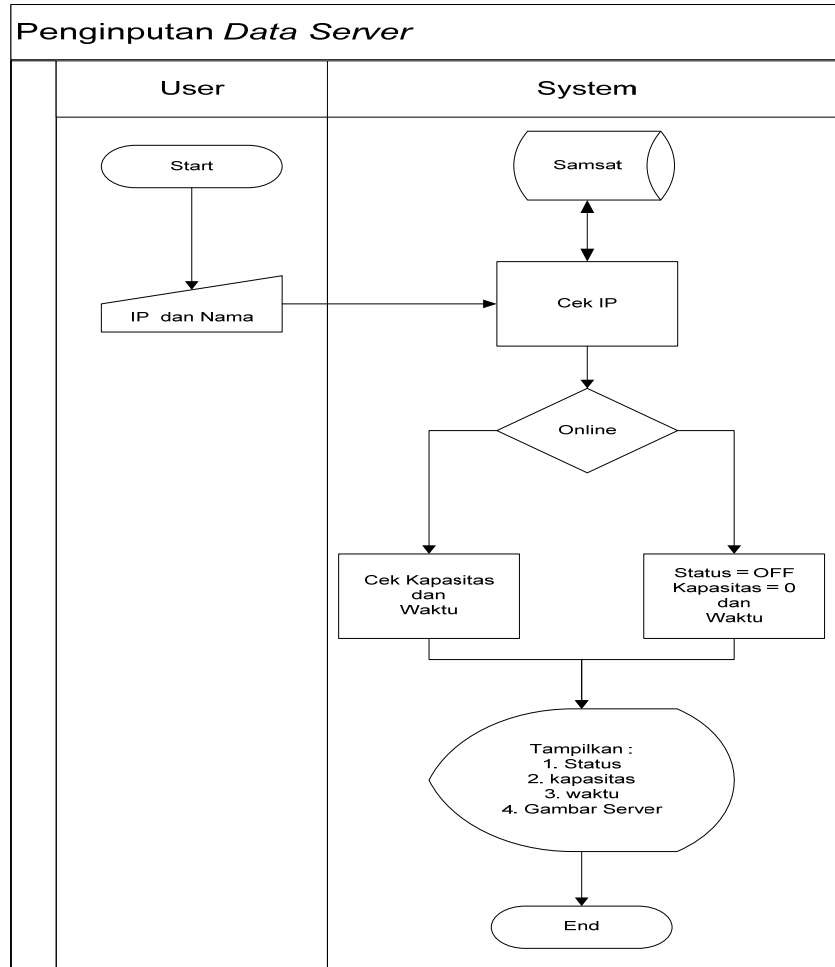 Penginputan Data Server
User
System
Start
Samsat
IP dan Nama
Cek IP
Online
Cek Kapasitas
dan
Waktu
Status = OFF
Kapasitas = 0
dan
Waktu
Tampilkan :
1. Status
2. kapasitas
3. waktu
4. Gambar Server
End